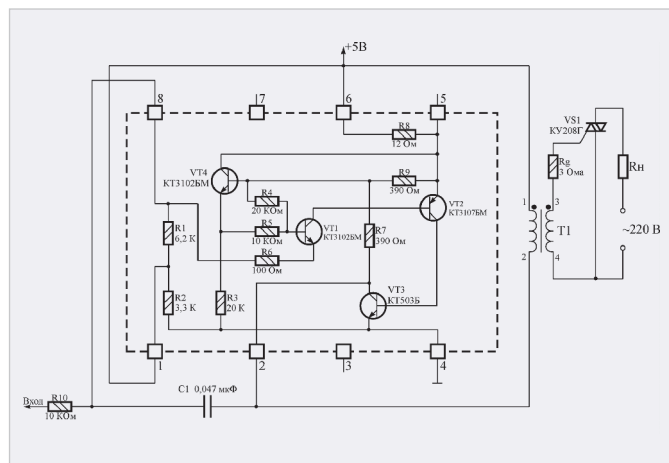 +5В
8
7
6
5
VS1
КУ208Г
R8
12 Ом
VT4
КТ3102БМ
R9
390 Ом
Rg
3 Ома
Rн
R4
20 КОм
VT2
КТ3107БМ
R1
6,2 К
R5
10 КОм
VT1
КТ3102БМ
R7
390 Ом
1
3
T1
~220 В
R6
100 Ом
2
4
R2
3,3 К
R3
20 К
VT3
КТ503Б
1
2
3
4
C1 0,047 мкФ
Вход
R10
10 КОм